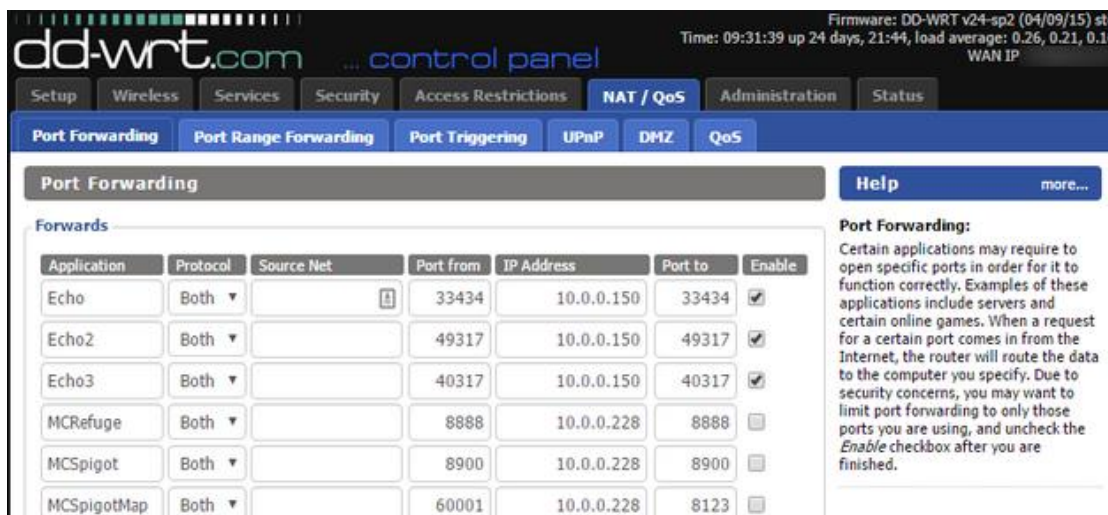 Firmware: DD-WRT v24-sp2 (04/09/15) st
Time: 09:31:39 up 24 days, 21:44, load average: 0.26, 0.21, 0.1
WAN IP
dd-wrt.com ... control panel
Setup Wireless Services Security Access Restrictions NAT / QoS Administration Status
Port Forwarding Port Range Forwarding Port Triggering UPnP DMZ QoS
Port Forwarding
Forwards
Application Protocol Source Net Port from IP Address Port to Enable
Echo Both 33434 10.0.0.150 33434
Echo2 Both 49317 10.0.0.150 49317
Echo3 Both 40317 10.0.0.150 40317
MCRefuge Both 8888 10.0.0.228 8888
MCSpigot Both 8900 10.0.0.228 8900
MCSpigotMap Both 60001 10.0.0.228 8123
Help more...
Port Forwarding:
Certain applications may require to
open specific ports in order for it to
function correctly. Examples of these
applications include servers and
certain online games. When a request
for a certain port comes in from the
Internet, the router will route the data
to the computer you specify. Due to
security concerns, you may want to
limit port forwarding to only those
ports you are using, and uncheck the
Enable checkbox after you are
finished.